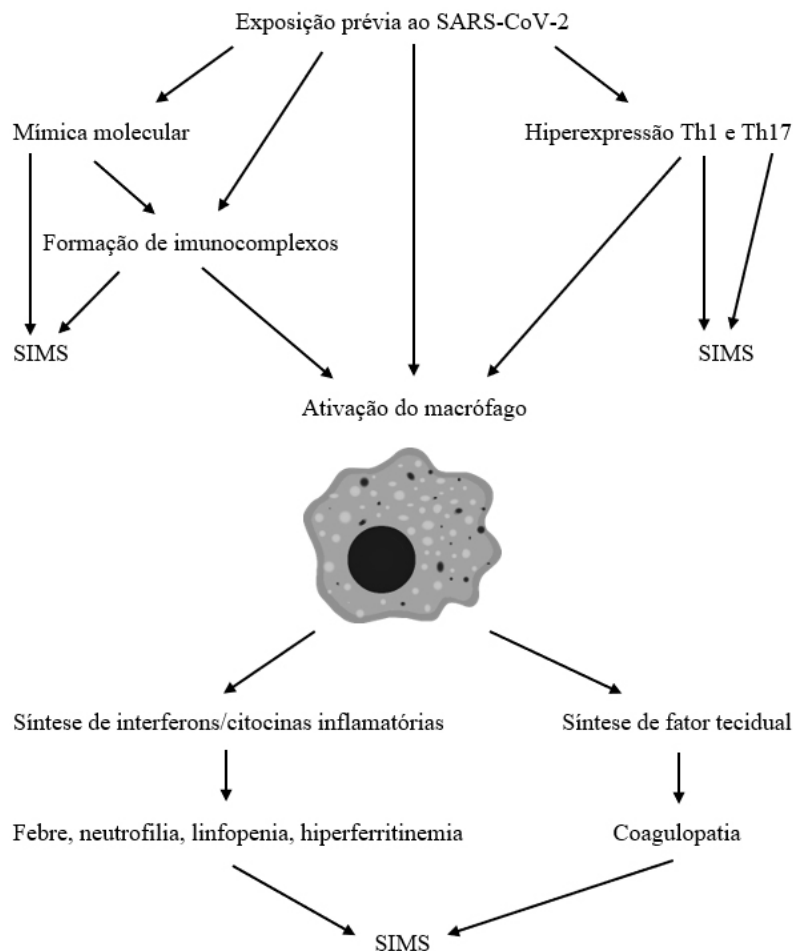 Exposição prévia ao SARS-CoV-2
Mímica molecular
Hiperexpressão Th1 e Th17
Formação de imunocomplexos
SIMS
SIMS
Ativação do macrófago
Síntese de interferons/citocinas inflamatórias
Síntese de fator tecidual
Febre, neutrofilia, linfopenia, hiperferritinemia
Coagulopatia
SIMS